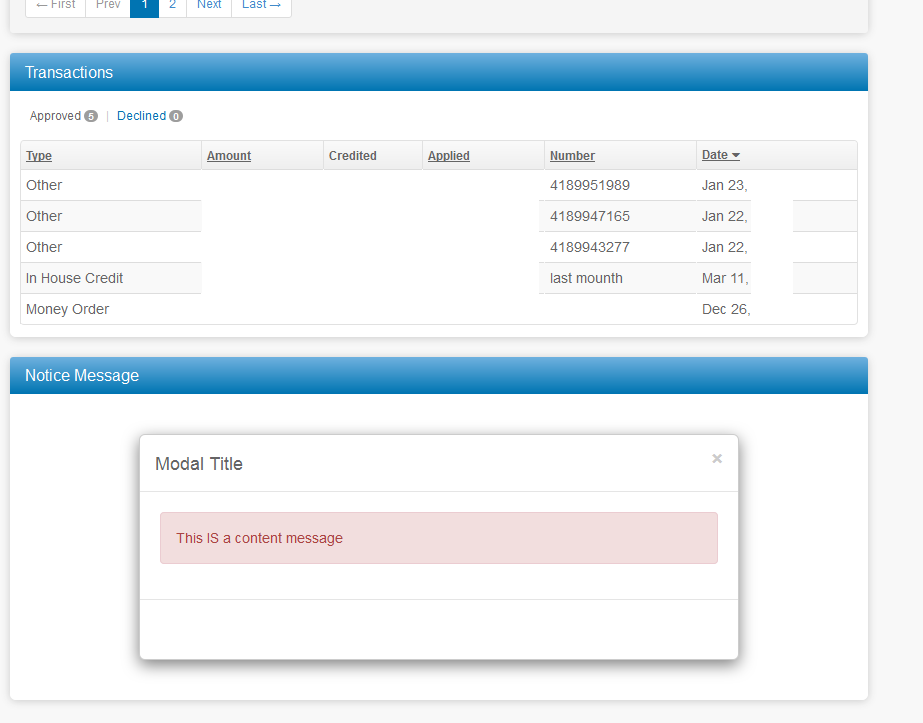 ← First Prev 1 2 Next Last →
Transactions
Approved 5 | Declined 0
Type Amount Credited Applied Number Date
Other 4189951989 Jan 23,
Other 4189947165 Jan 22,
Other 4189943277 Jan 22,
In House Credit last mounth Mar 11,
Money Order Dec 26,
Notice Message
Modal Title ×
This IS a content message